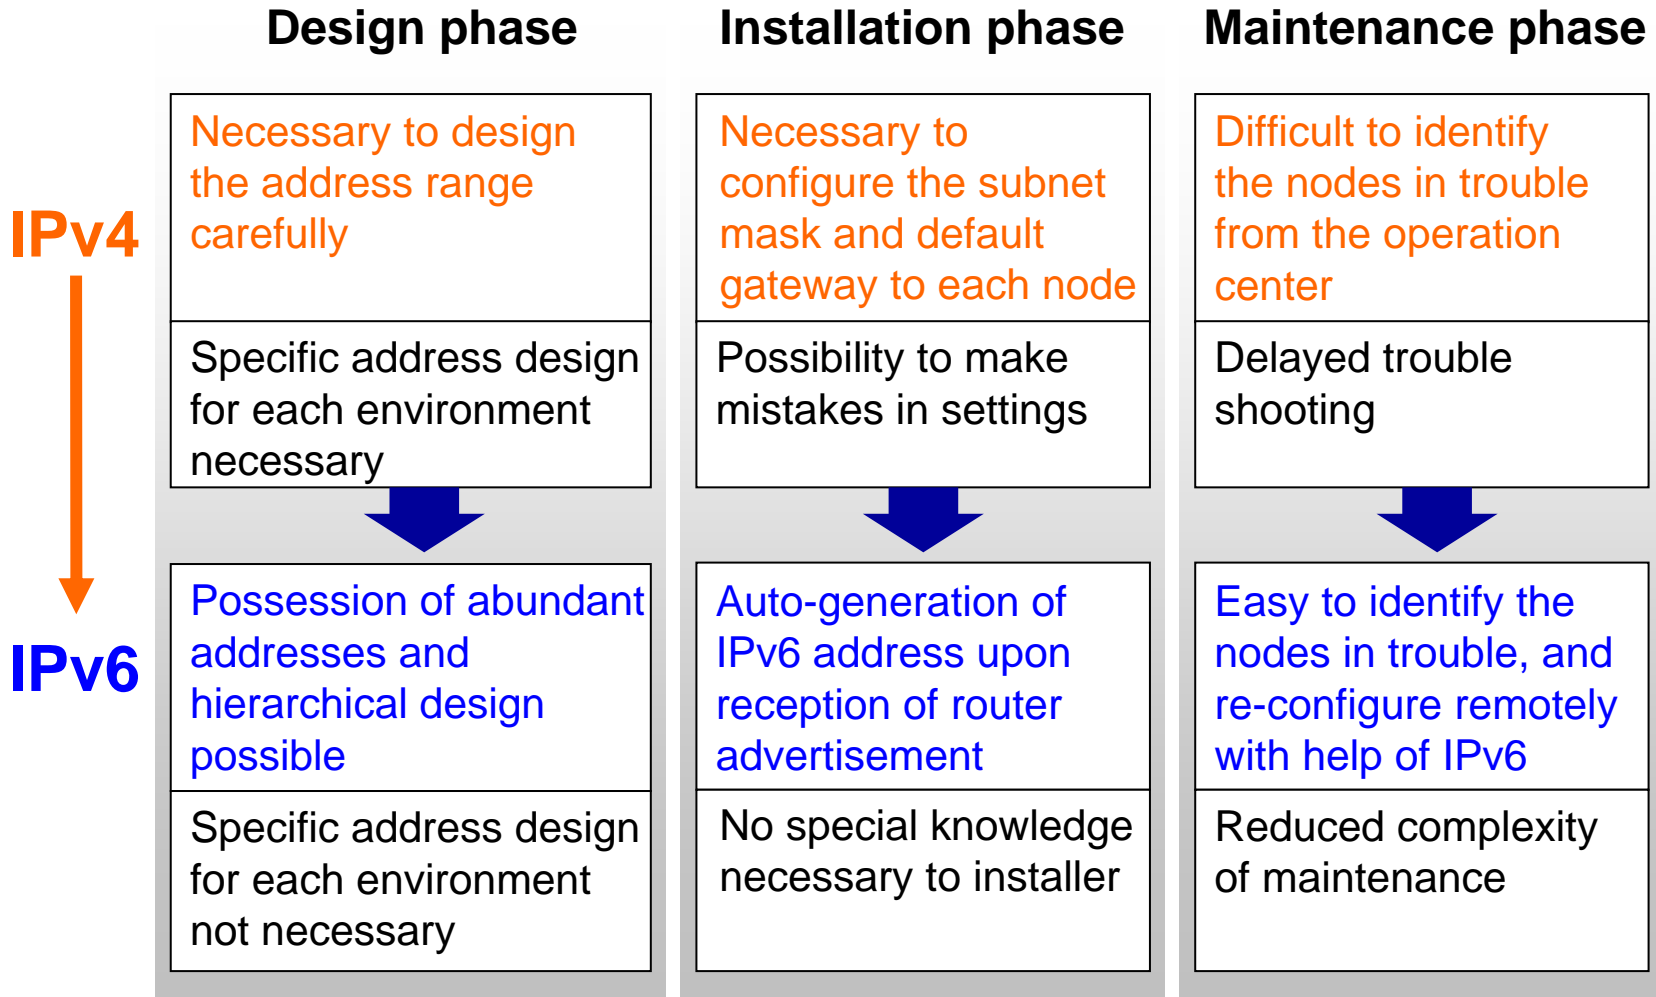 Design phase
Installation phase
Maintenance phase
IPv4
Necessary to design
the address range
carefully
Necessary to
configure the subnet
mask and default
gateway to each node
Difficult to identify
the nodes in trouble
from the operation
center
Specific address design
for each environment
necessary
Possibility to make
mistakes in settings
Delayed trouble
shooting
IPv6
Possession of abundant
addresses and
hierarchical design
possible
Auto-generation of
IPv6 address upon
reception of router
advertisement
Easy to identify the
nodes in trouble, and
re-configure remotely
with help of IPv6
Specific address design
for each environment
not necessary
No special knowledge
necessary to installer
Reduced complexity
of maintenance